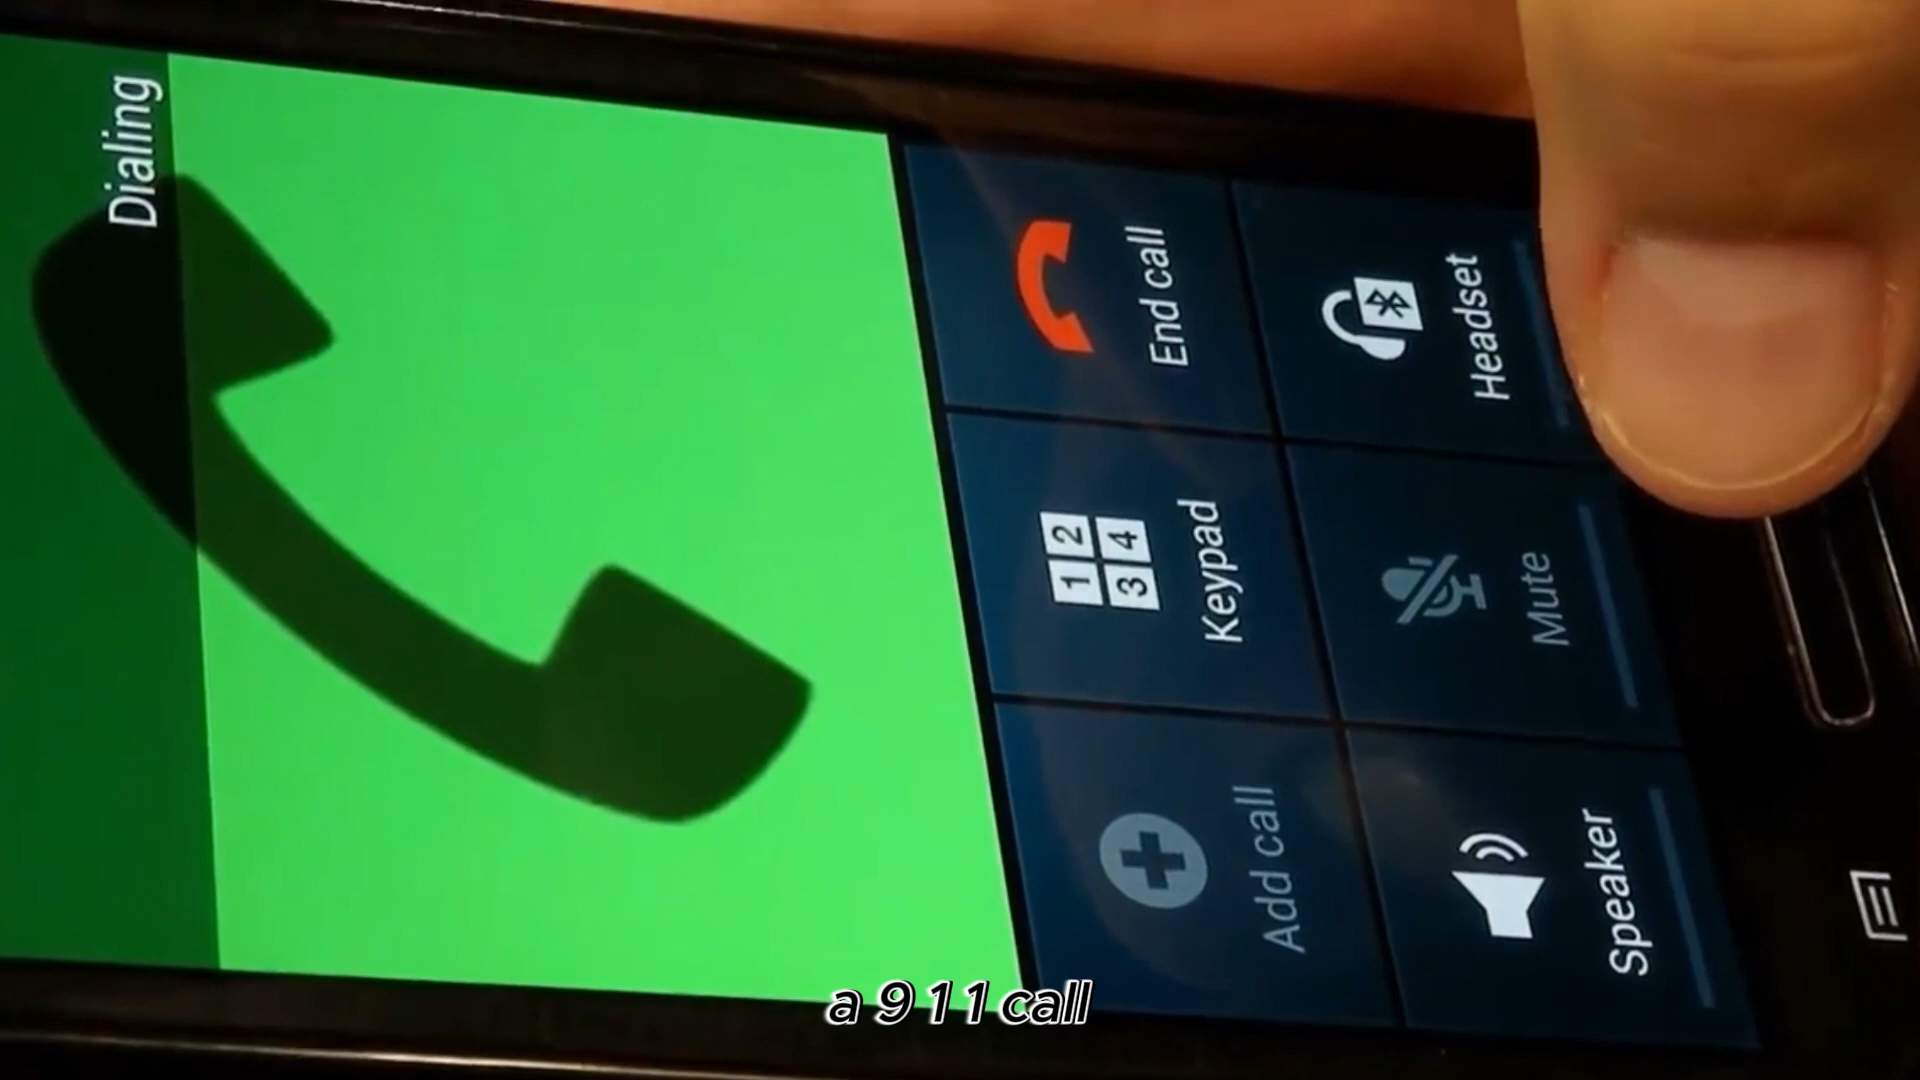 Dialing
Add call
Keypad
End call
1 2
3 4
Speaker
Mute
Headset
a 911 call